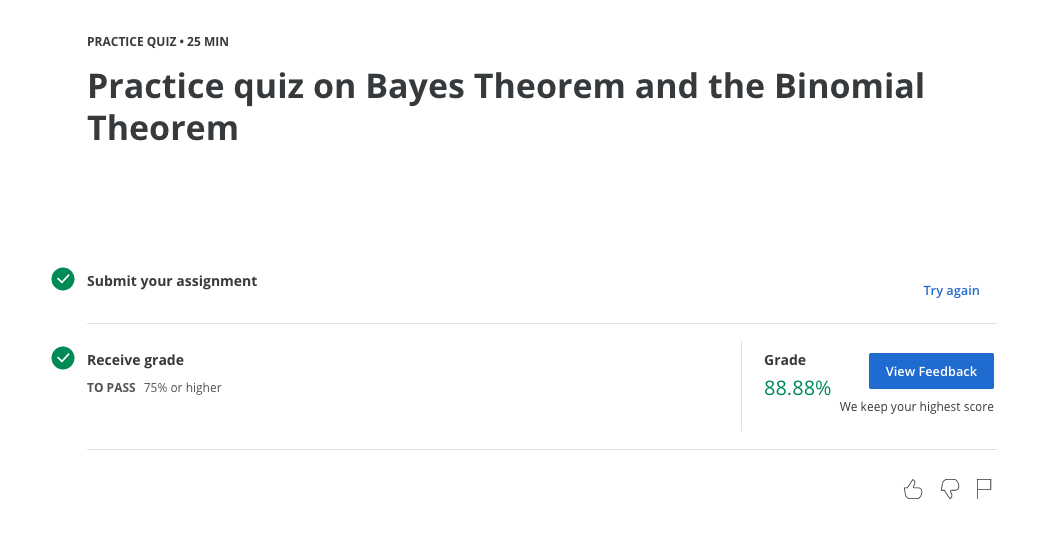 PRACTICE QUIZ • 25 MIN
Practice quiz on Bayes Theorem and the Binomial
Theorem
Submit your assignment
Try again
Receive grade
TO PASS 75% or higher
Grade
88.88%
View Feedback
We keep your highest score